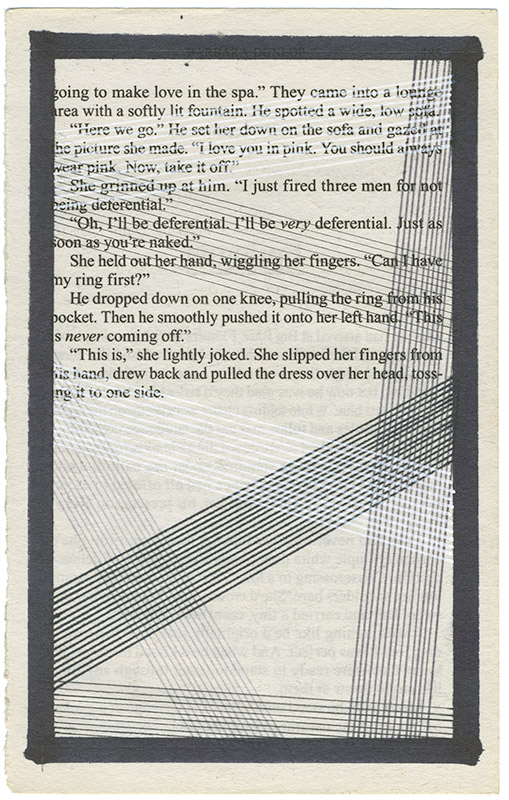 BARBARA DUNLOP 185
going to make love in the spa.” They came into a lounge
area with a softly lit fountain. He spotted a wide, low sofa.
“Here we go.” He set her down on the sofa and gazed at
the picture she made. “I love you in pink. You should always
wear pink. Now, take it off.”
She grinned up at him. “I just fired three men for not
being deferential.”
“Oh, I’ll be deferential. I’ll be very deferential. Just as
soon as you’re naked.”
She held out her hand, wiggling her fingers. “Can I have
my ring first?”
He dropped down on one knee, pulling the ring from his
pocket. Then he smoothly pushed it onto her left hand. “This
is never coming off.”
“This is,” she lightly joked. She slipped her fingers from
his hand, drew back and pulled the dress over her head, toss-
ing it to one side.